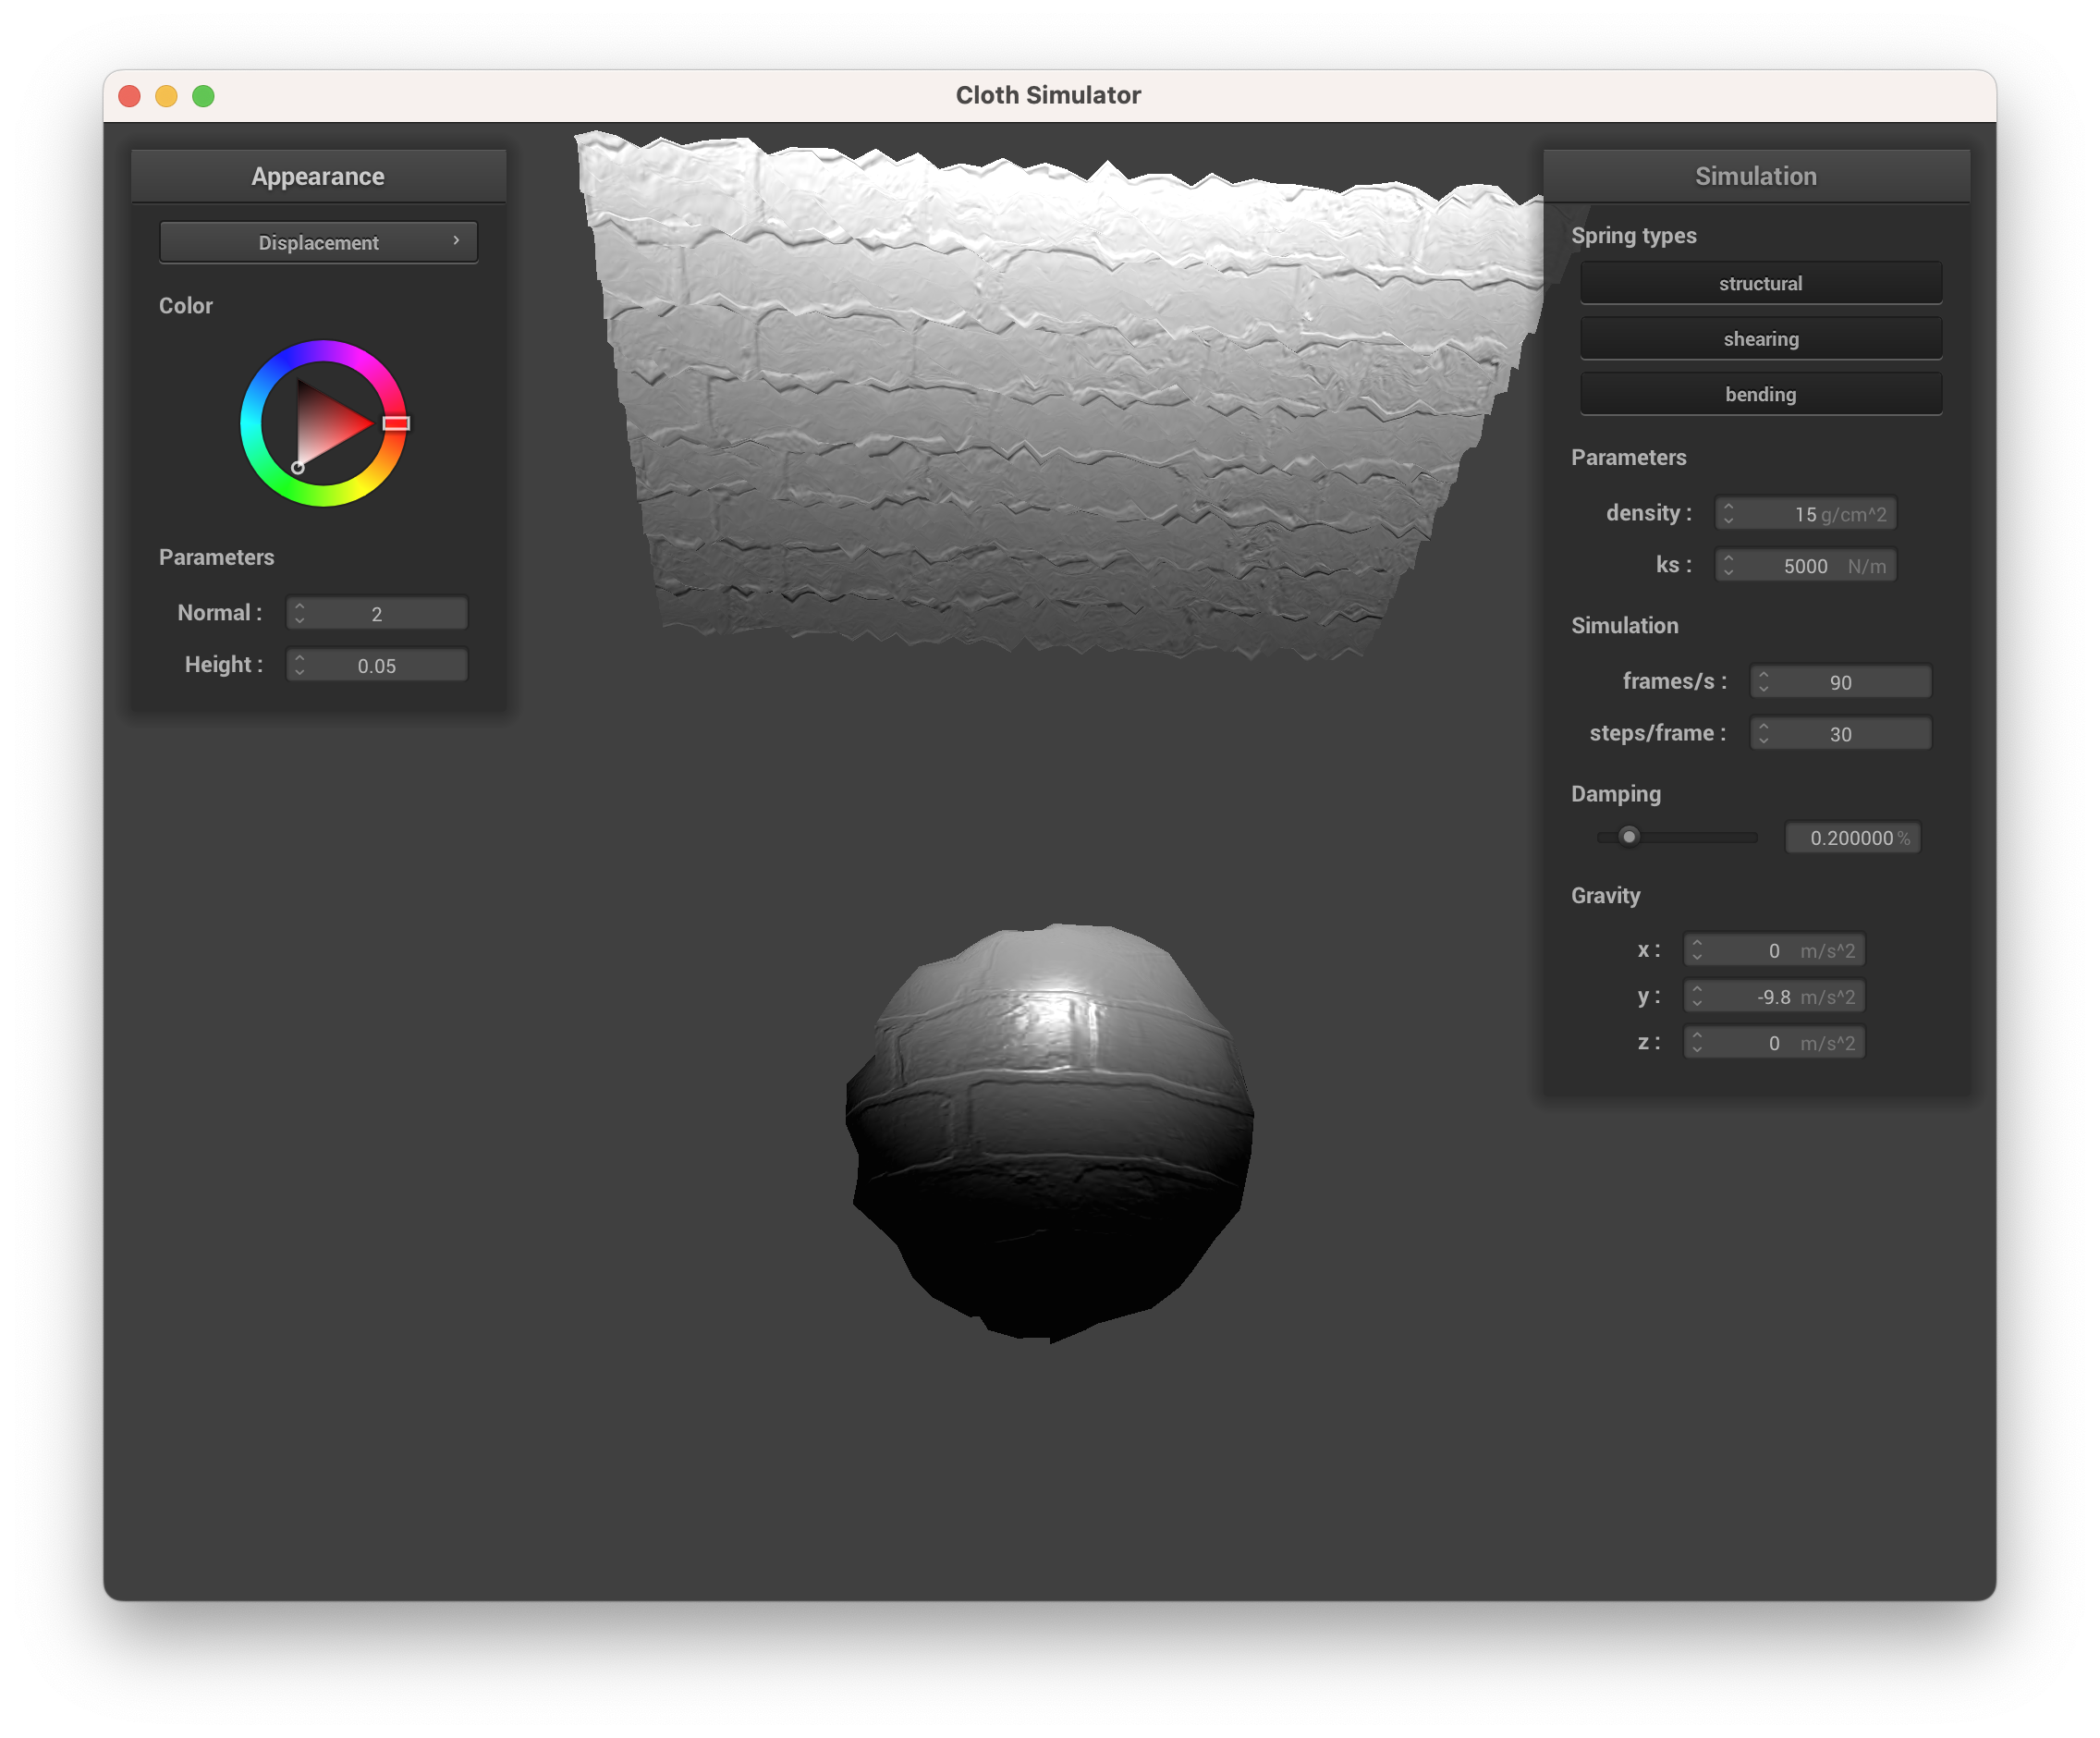 Cloth Simulator
Appearance
Displacement
Color
Parameters
Normal : 2
Height : 0.05
Simulation
Spring types
structural
shearing
bending
Parameters
density : 15 g/cm^2
ks : 5000 N/m
Simulation
frames/s : 90
steps/frame : 30
Damping
0.200000 %
Gravity
x : 0 m/s^2
y : -9.8 m/s^2
z : 0 m/s^2